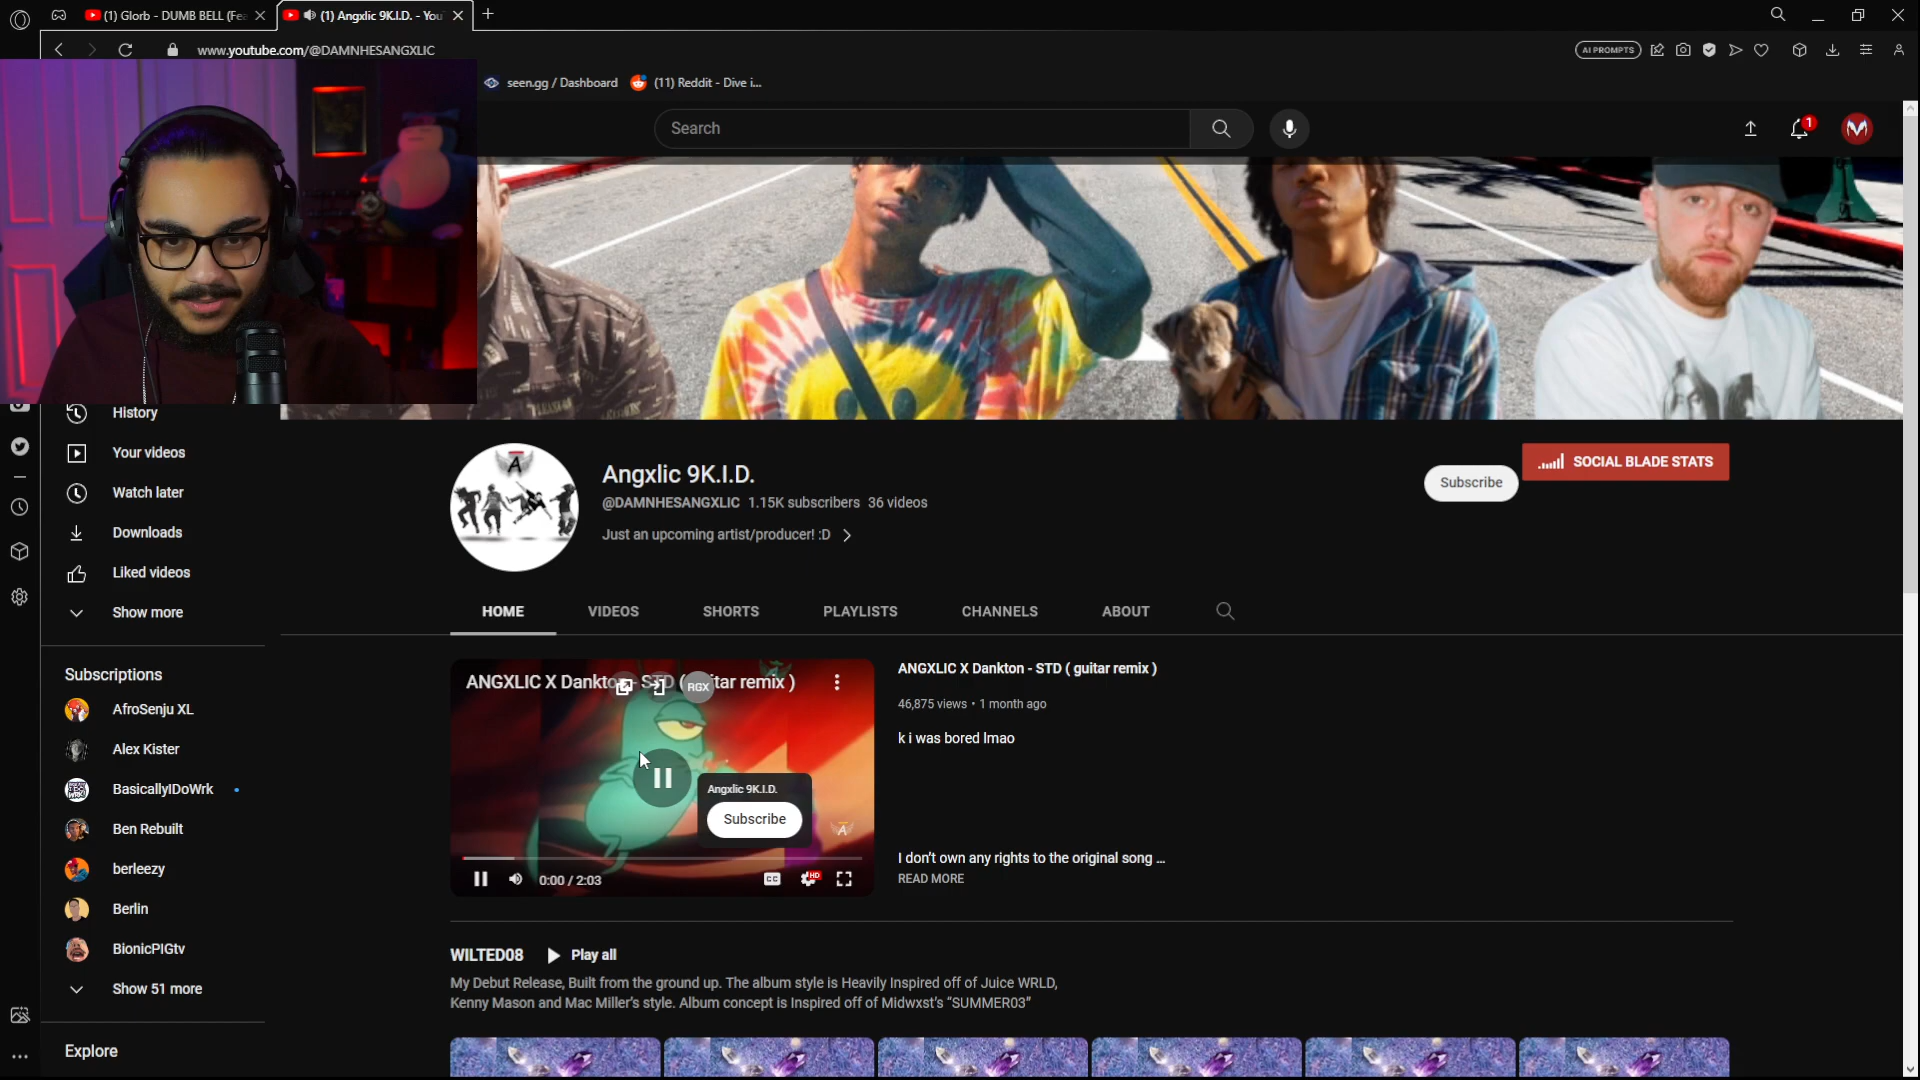 (1) Glorb - DUMB BELL (Fea
(1) Angxlic 9K.I.D. - You
www.youtube.com/@DAMNHESANGXLIC
AI PROMPTS
seen.gg / Dashboard
(11) Reddit - Dive i...
Search
1
History
Your videos
Watch later
Downloads
Liked videos
Show more
Subscriptions
AfroSenju XL
Alex Kister
BasicallyIDoWrk
Ben Rebuilt
berleezy
Berlin
BionicPIGtv
Show 51 more
Explore
A
Angxlic 9K.I.D.
@DAMNHESANGXLIC 1.15K subscribers 36 videos
Just an upcoming artist/producer! :D
Subscribe
SOCIAL BLADE STATS
HOME
VIDEOS
SHORTS
PLAYLISTS
CHANNELS
ABOUT
ANGXLIC X Dankton - STD ( guitar remix )
RGX
Angxlic 9K.I.D.
Subscribe
A
0:00 / 2:03
CC
HD
ANGXLIC X Dankton - STD ( guitar remix )
46,875 views • 1 month ago
k i was bored lmao
I don't own any rights to the original song ...
READ MORE
WILTED08
Play all
My Debut Release, Built from the ground up. The album style is Heavily Inspired off of Juice WRLD,
Kenny Mason and Mac Miller's style. Album concept is Inspired off of Midwxst's "SUMMER03"